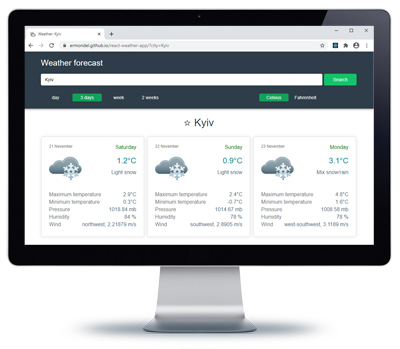 Weather: Kyiv
ermondel.github.io/react-weather-app/?city=Kyiv
Weather forecast
Kyiv
Search
day 3 days week 2 weeks Celsius Fahrenheit
☆ Kyiv
21 November Saturday
1.2°C
Light snow
Maximum temperature 2.9°C
Minimum temperature 0.3°C
Pressure 1018.84 mb
Humidity 84 %
Wind northwest, 2.21879 m/s
22 November Sunday
0.9°C
Light snow
Maximum temperature 2.4°C
Minimum temperature -0.7°C
Pressure 1014.67 mb
Humidity 78 %
Wind southwest, 2.8905 m/s
23 November Monday
3.1°C
Mix snow/rain
Maximum temperature 4.8°C
Minimum temperature 1.6°C
Pressure 1009.58 mb
Humidity 78 %
Wind west-southwest, 3.1189 m/s